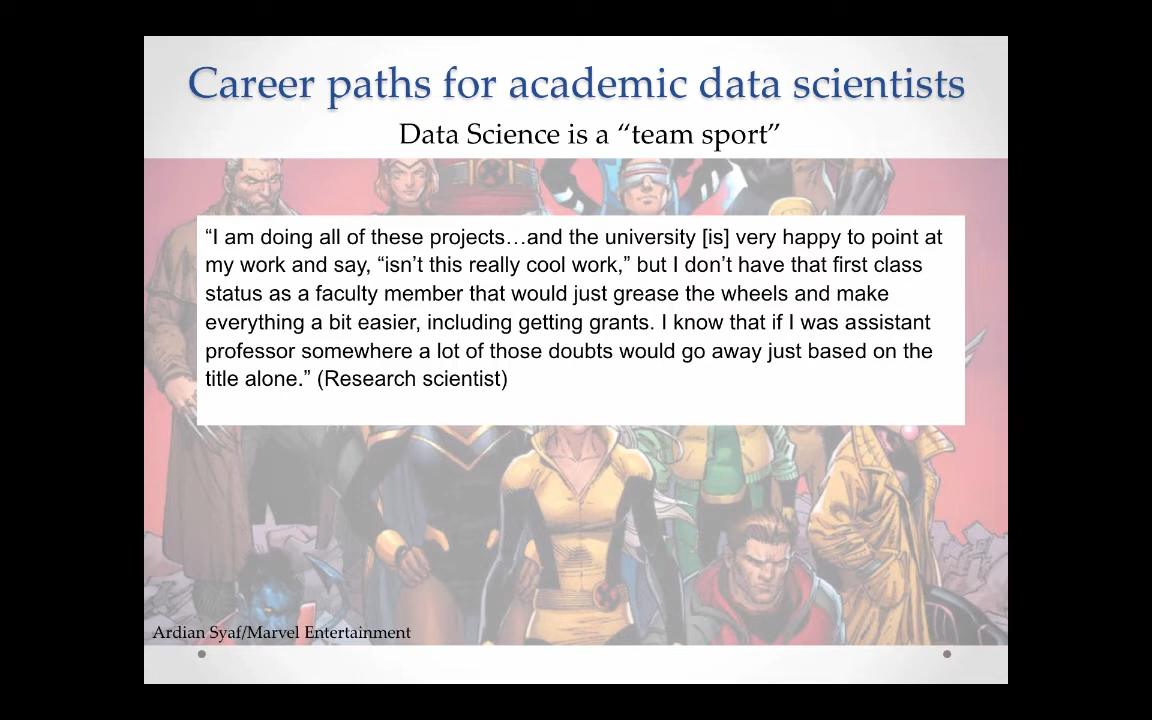 Career paths for academic data scientists
Data Science is a “team sport”
“I am doing all of these projects…and the university [is] very happy to point at
my work and say, “isn’t this really cool work,” but I don’t have that first class
status as a faculty member that would just grease the wheels and make
everything a bit easier, including getting grants. I know that if I was assistant
professor somewhere a lot of those doubts would go away just based on the
title alone.” (Research scientist)
Ardian Syaf/Marvel Entertainment